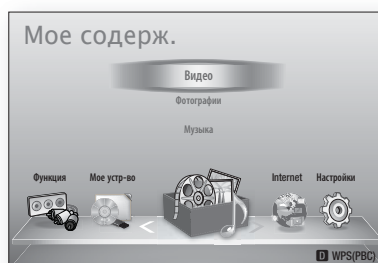 Мое содерж.
Видео
Фотографии
Музыка
Функция Мое устр-во Internet Настройки
D WPS(PBC)